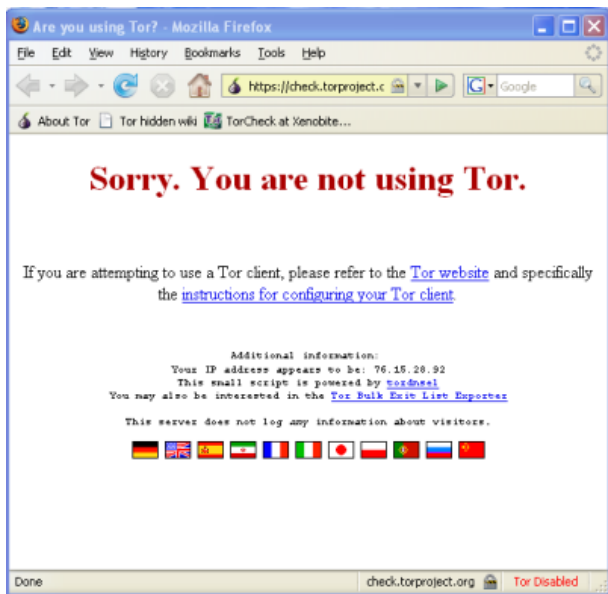 Are you using Tor? - Mozilla Firefox
File Edit View History Bookmarks Tools Help
https://check.torproject.c Google
About Tor Tor hidden wiki TorCheck at Xenobite...
Sorry. You are not using Tor.
If you are attempting to use a Tor client, please refer to the Tor website and specifically
the instructions for configuring your Tor client.
Additional information:
Your IP address appears to be: 76.15.28.92
This small script is powered by tordnsel
You may also be interested in the Tor Bulk Exit List Exporter
This server does not log any information about visitors.
Done check.torproject.org Tor Disabled